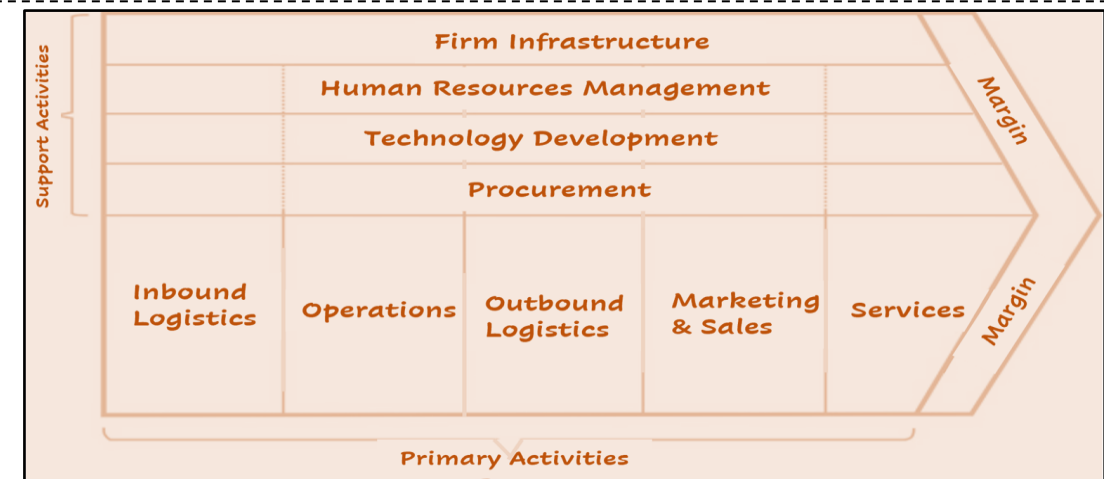 Support Activities
Firm Infrastructure
Human Resources Management
Technology Development
Procurement
Margin
Inbound
Logistics
Operations
Outbound
Logistics
Marketing
& Sales
Services
Margin
Primary Activities